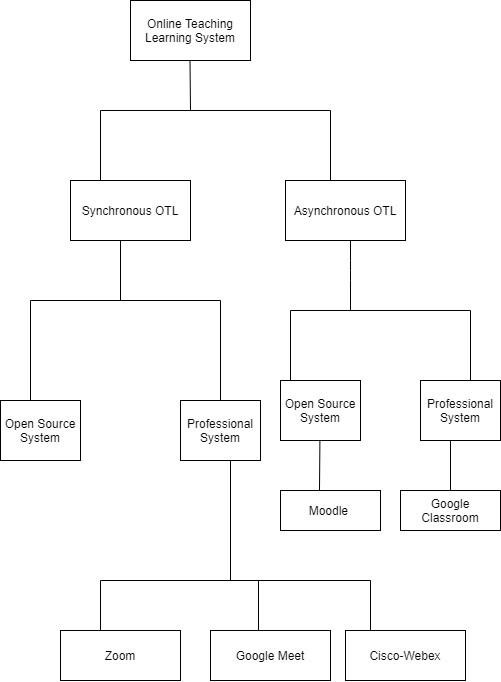 Online Teaching
Learning System
Synchronous OTL
Asynchronous OTL
Open Source
System
Professional
System
Open Source
System
Professional
System
Moodle
Google
Classroom
Zoom
Google Meet
Cisco-Webex